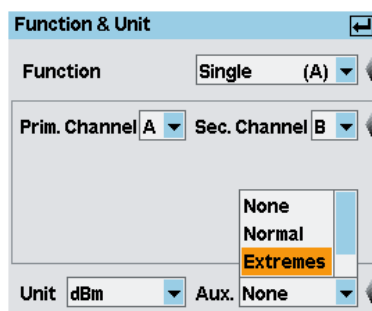 Function & Unit
Function Single (A)
Prim. Channel A Sec. Channel B
None
Normal
Extremes
Unit dBm Aux. None